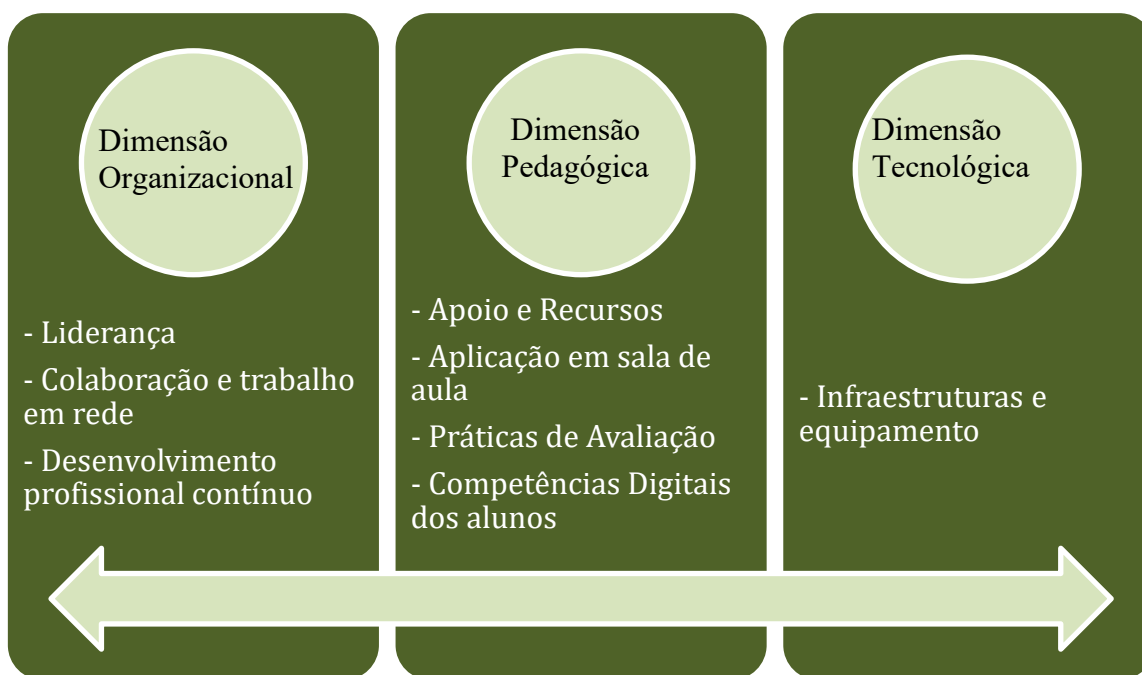 Dimensão
Organizacional
- Liderança
- Colaboração e trabalho
em rede
- Desenvolvimento
profissional contínuo
Dimensão
Pedagógica
- Apoio e Recursos
- Aplicação em sala de
aula
- Práticas de Avaliação
- Competências Digitais
dos alunos
Dimensão
Tecnológica
- Infraestruturas e
equipamento